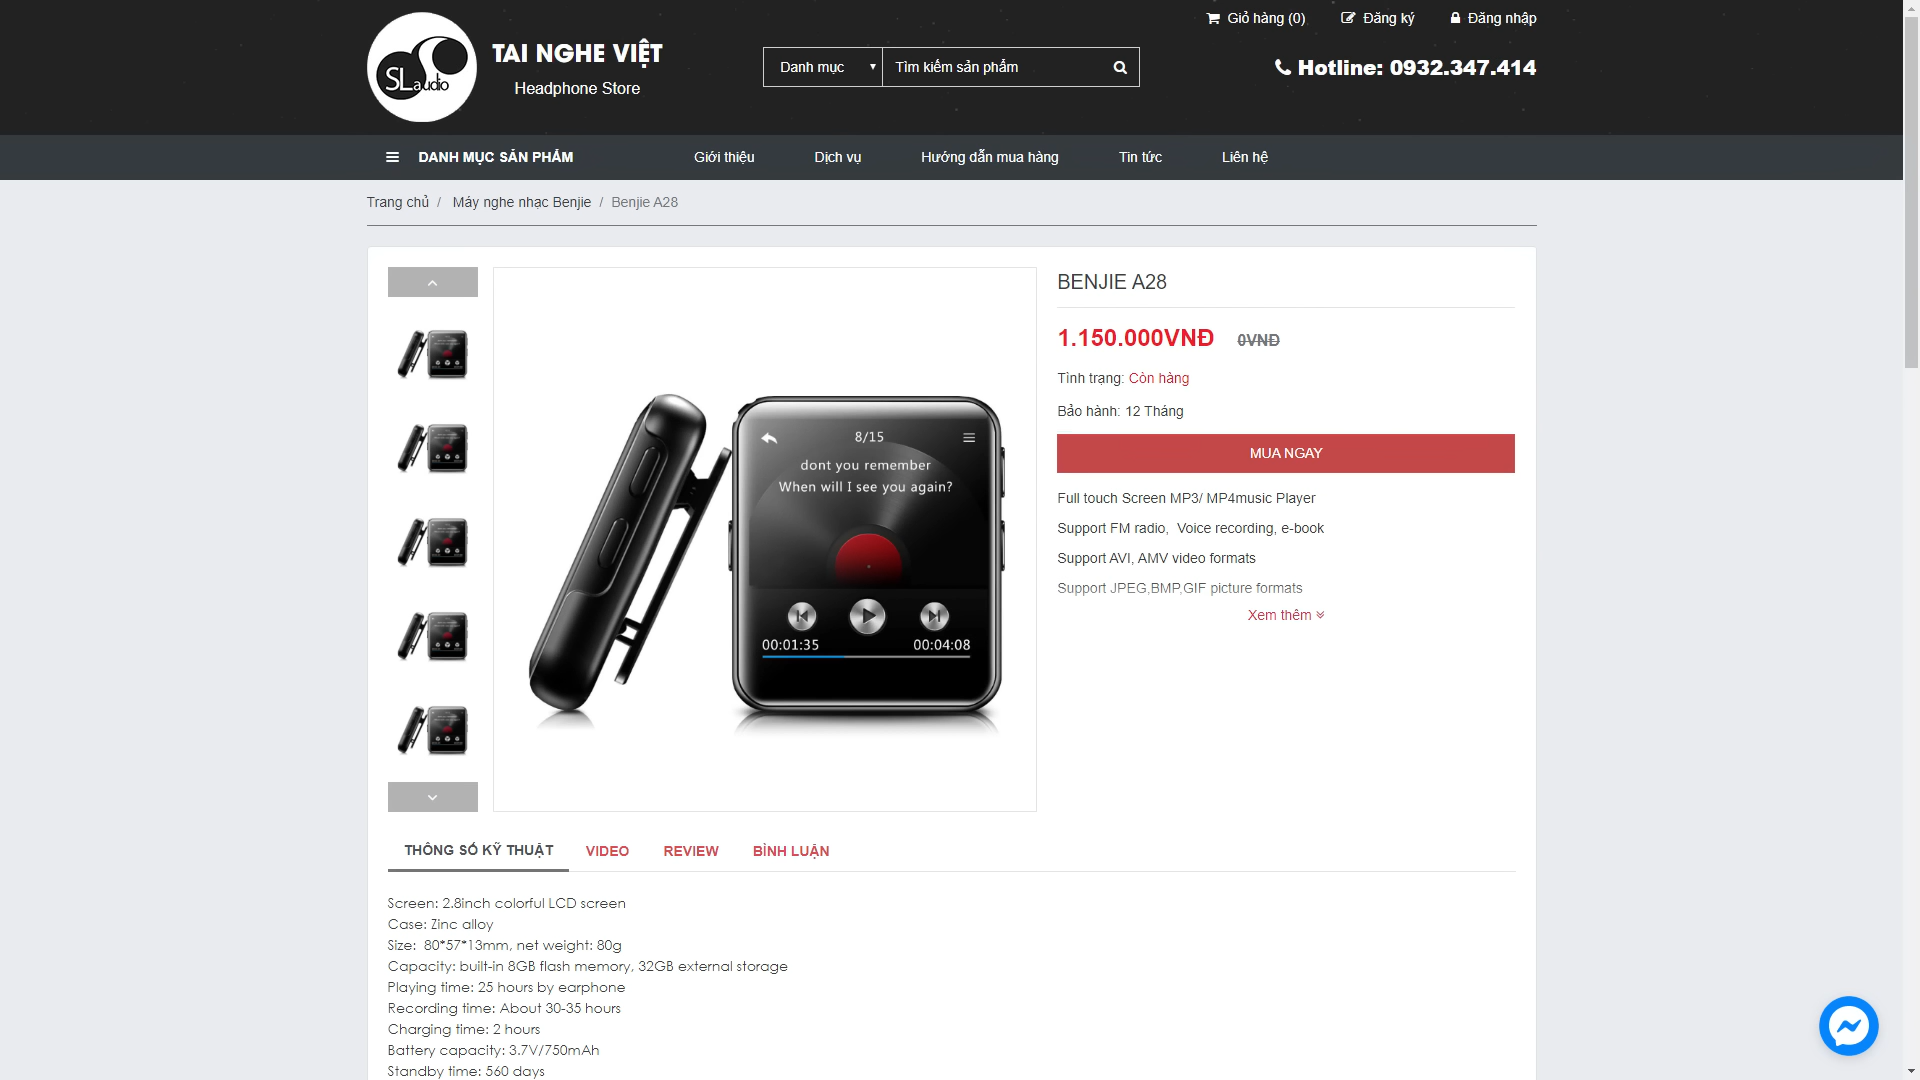 Giỏ hàng (0)
Đăng ký
Đăng nhập
SL audio
TAI NGHE VIỆT
Headphone Store
Danh mục
Tìm kiếm sản phẩm
Hotline: 0932.347.414
DANH MỤC SẢN PHẨM
Giới thiệu
Dịch vụ
Hướng dẫn mua hàng
Tin tức
Liên hệ
Trang chủ / Máy nghe nhạc Benjie / Benjie A28
8/15
dont you remember
When will I see you again?
00:01:35
00:04:08
BENJIE A28
1.150.000VNĐ 0VNĐ
Tình trạng: Còn hàng
Bảo hành: 12 Tháng
MUA NGAY
Full touch Screen MP3/ MP4music Player
Support FM radio, Voice recording, e-book
Support AVI, AMV video formats
Support JPEG,BMP,GIF picture formats
Xem thêm
THÔNG SỐ KỸ THUẬT
VIDEO
REVIEW
BÌNH LUẬN
Screen: 2.8inch colorful LCD screen
Case: Zinc alloy
Size: 80*57*13mm, net weight: 80g
Capacity: built-in 8GB flash memory, 32GB external storage
Playing time: 25 hours by earphone
Recording time: About 30-35 hours
Charging time: 2 hours
Battery capacity: 3.7V/750mAh
Standby time: 560 days